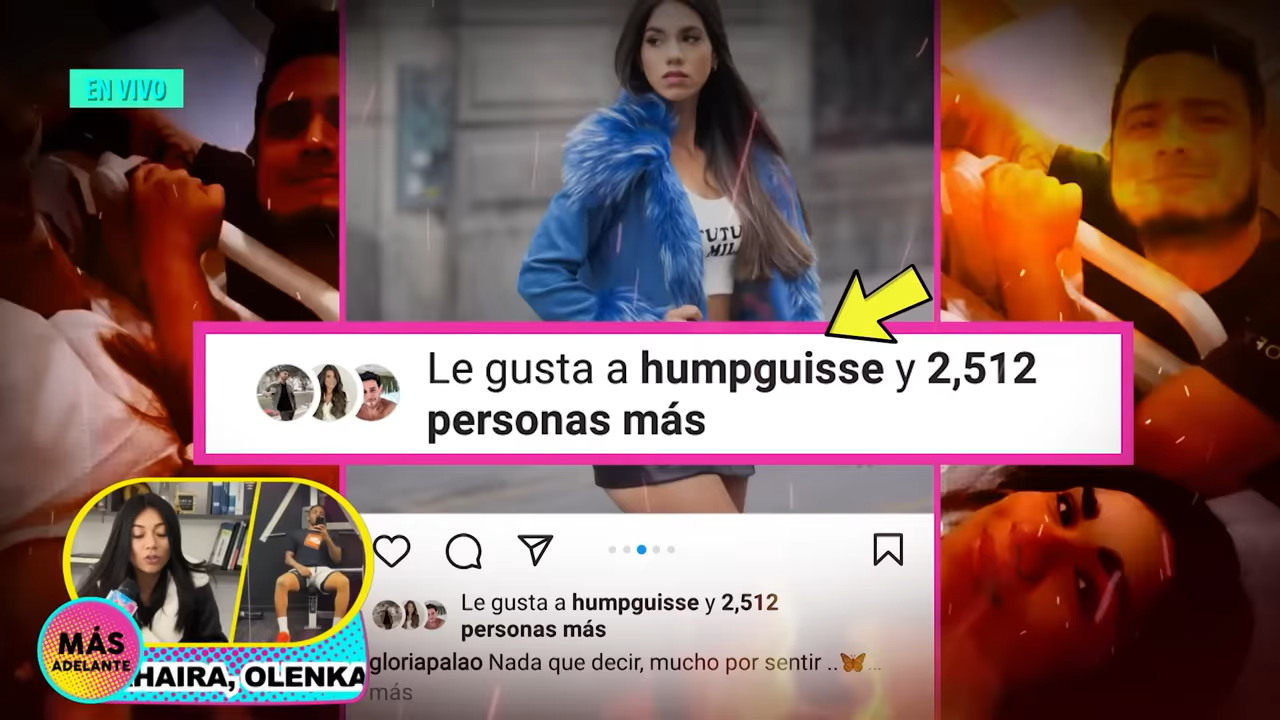 EN VIVO
Le gusta a humpguisse y 2,512
personas más
Le gusta a humpguisse y 2,512
personas más
gloriapalao Nada que decir, mucho por sentir ..🦋...
más
MÁS
ADELANTE
HAIRA, OLENKA